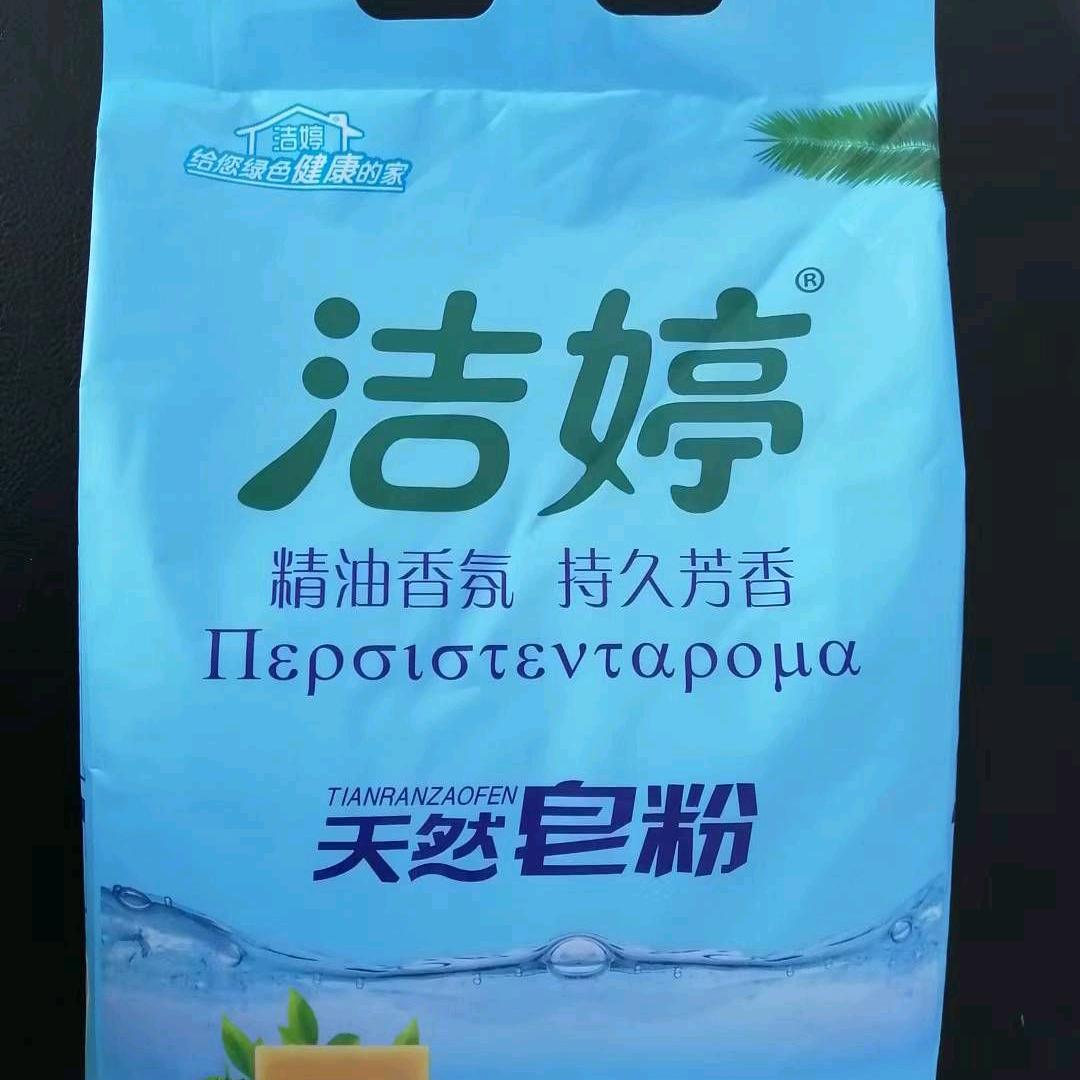 洁婷
给您绿色健康的家
洁婷®
精油香氛 持久芳香
Περσιστενταρομα
TIANRANZAOFEN
天然皂粉